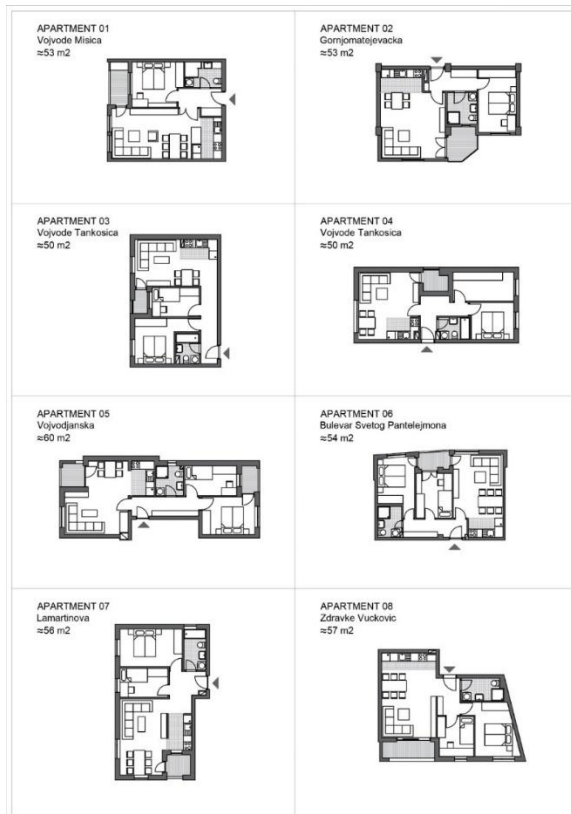 APARTMENT 01
Vojvode Misica
≈53 m2
APARTMENT 02
Gornjomatejevacka
≈53 m2
APARTMENT 03
Vojvode Tankosica
≈50 m2
APARTMENT 04
Vojvode Tankosica
≈50 m2
APARTMENT 05
Vojvodjanska
≈60 m2
APARTMENT 06
Bulevar Svetog Pantelejmona
≈54 m2
APARTMENT 07
Lamartinova
≈56 m2
APARTMENT 08
Zdravke Vuckovic
≈57 m2